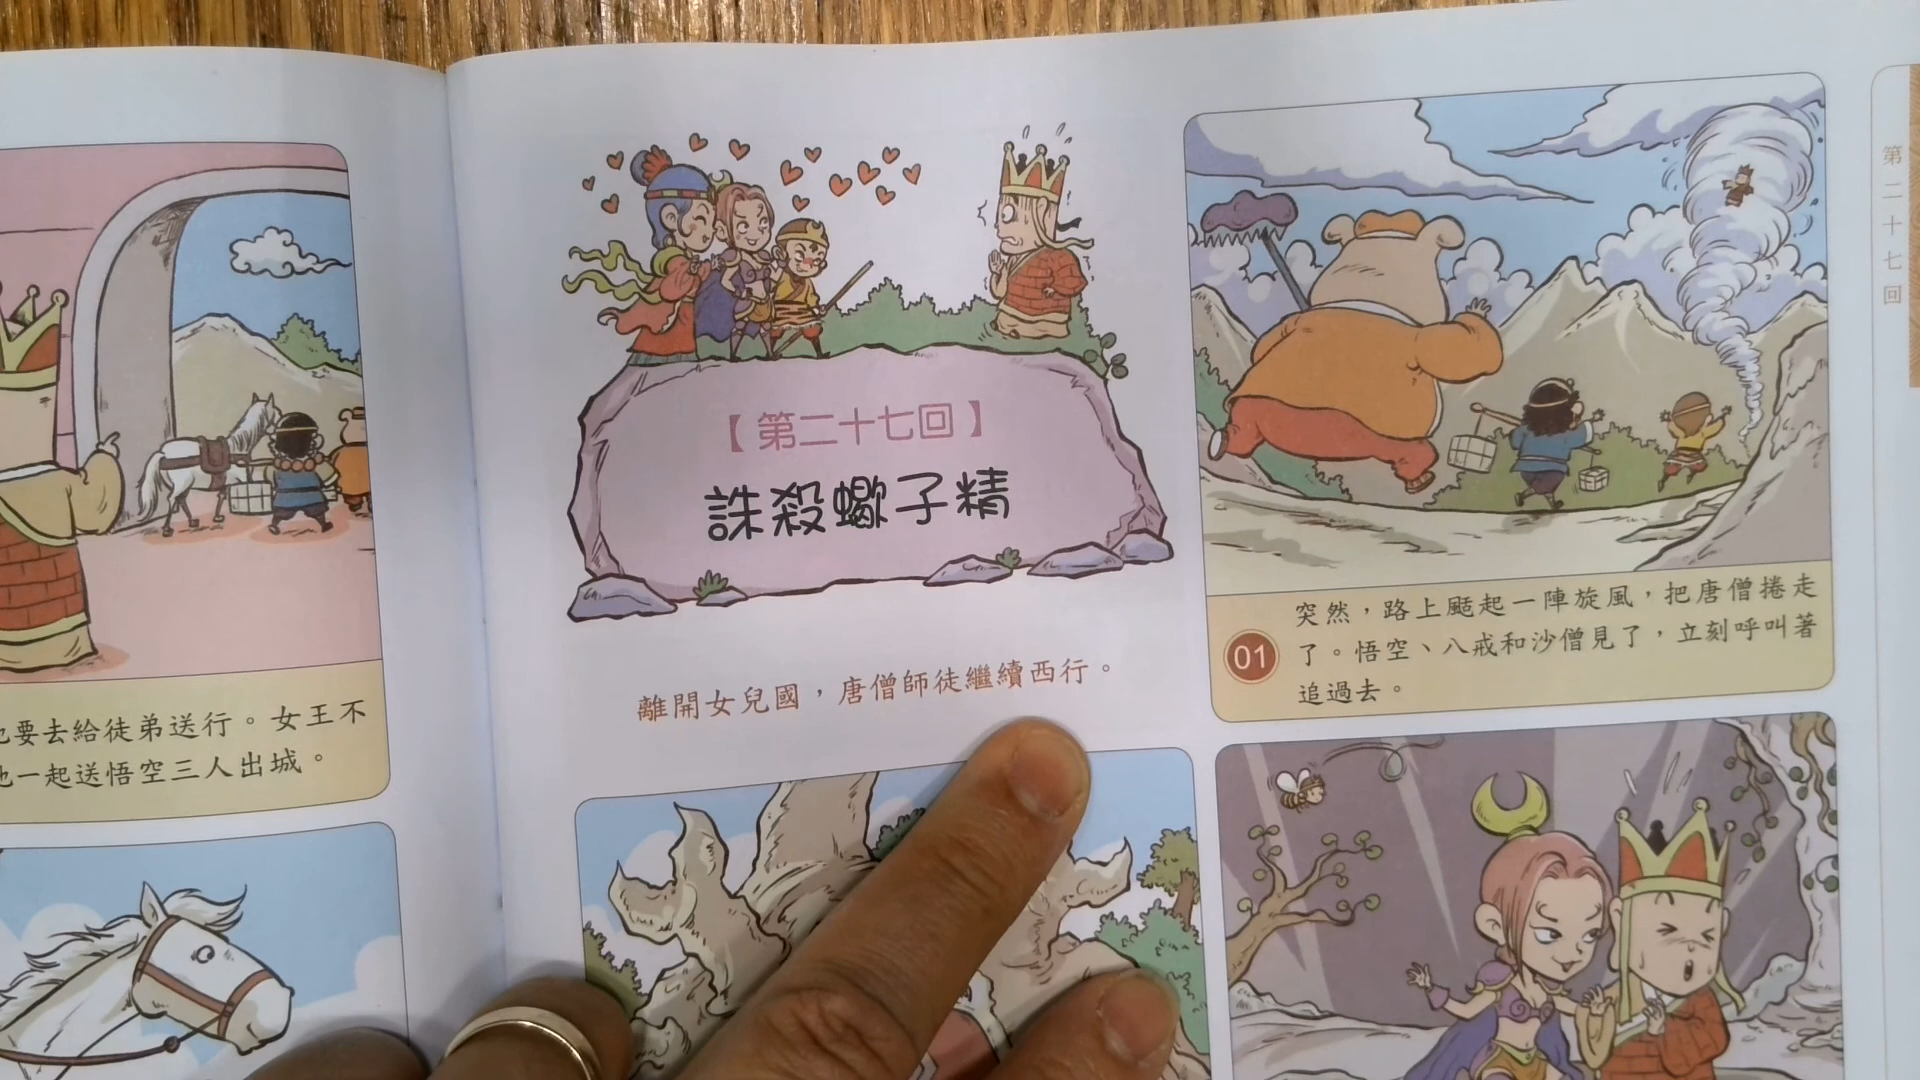 也要去給徒弟送行。女王不
他一起送悟空三人出城。
【第二十七回】
誅殺蠍子精
離開女兒國，唐僧師徒繼續西行。
01
突然，路上颳起一陣旋風，把唐僧捲走
了。悟空、八戒和沙僧見了，立刻呼叫著
追過去。
第二十七回